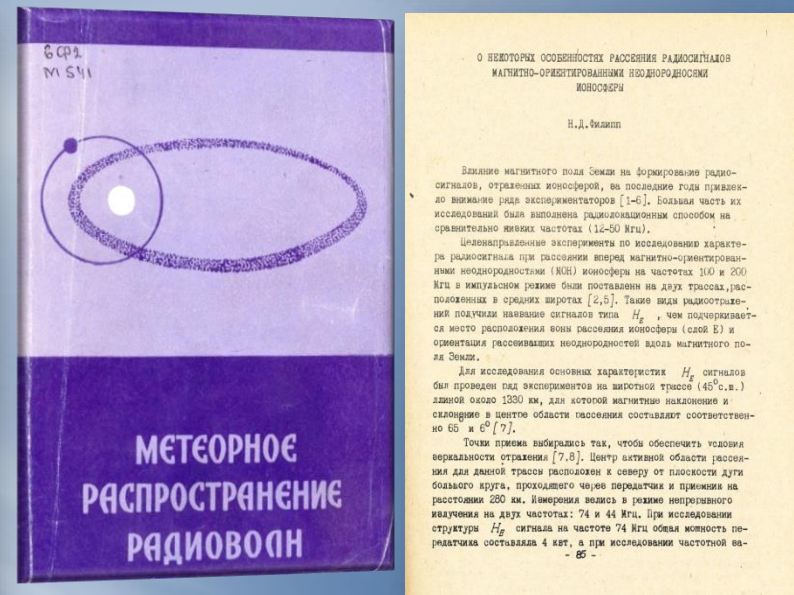 6 Ф2
М 541
МЕТЕОРНОЕ
РАСПРОСТРАНЕНИЕ
РАДИОВОЛН
О НЕКОТОРЫХ ОСОБЕННОСТЯХ РАССЕЯНИЯ РАДИОСИГНАЛОВ
МАГНИТНО-ОРИЕНТИРОВАННЫМИ НЕОДНОРОДНОСЯМИ
ИОНОСФЕРЫ
Н.Д.Филипп
Влияние магнитного поля Земли на формирование радио-
сигналов, отраженных ионосферой, за последние годы привлек-
ло внимание ряда экспериментаторов [1-6]. Большая часть их
исследований была выполнена радиолокационным способом на
сравнительно низких частотах (12-50 Мгц).
Целенаправленные эксперименты по исследованию характе-
ра радиосигнала при рассеянии вперед магнитно-ориентирован-
ными неоднородностями (МОН) ионосферы на частотах 100 и 200
Мгц в импульсном режиме были поставлены на двух трассах,рас-
положенных в средних широтах [2,5]. Такие виды радиоотраже-
ний получили название сигналов типа H_E , чем подчеркивает-
ся место расположения зоны рассеяния ионосферы (слой Е) и
ориентация рассеивающих неоднородностей вдоль магнитного по-
ля Земли.
Для исследования основных характеристик H_E сигналов
был проведен ряд экспериментов на широтной трассе (45°с.ш.)
длиной около 1330 км, для которой магнитные наклонение и
склонение в центре области рассеяния составляют соответствен-
но 65° и 6° [7].
Точки приема выбирались так, чтобы обеспечить условия
зеркальности отражения [7,8]. Центр активной области рассея-
ния для данной трассы расположен к северу от плоскости дуги
большого круга, проходящего через передатчик и приемник на
расстоянии 280 км. Измерения велись в режиме непрерывного
излучения на двух частотах: 74 и 44 Мгц. При исследовании
структуры H_E сигнала на частоте 74 Мгц общая мощность пе-
редатчика составляла 4 квт, а при исследовании частотной за-
- 85 -